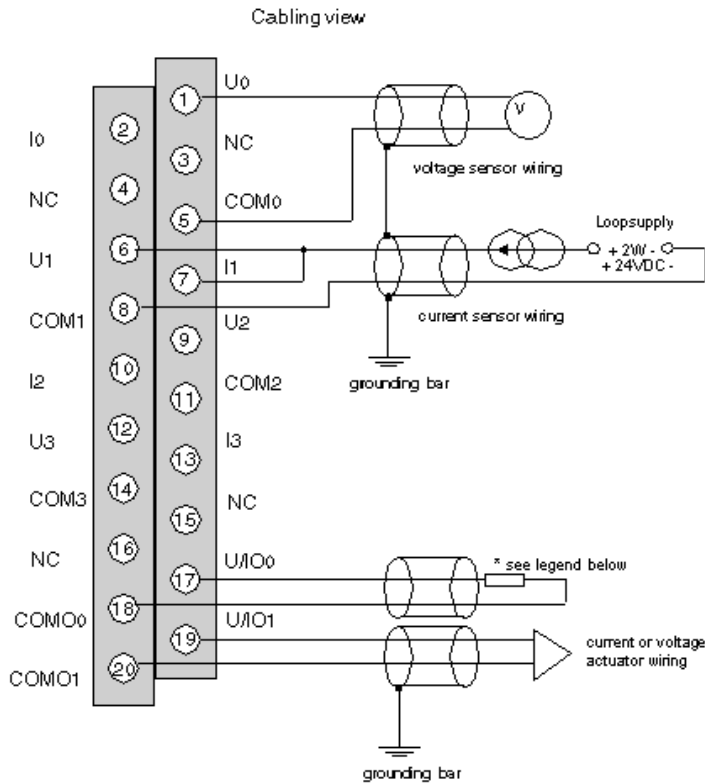 Cabling view
U0
1
I0
2
NC
3
V
voltage sensor wiring
NC
4
COM0
5
U1
6
I1
7
Loopsupply
+ 2W -
+ 24VDC -
COM1
8
U2
9
current sensor wiring
I2
10
COM2
11
grounding bar
U3
12
I3
13
COM3
14
NC
15
NC
16
U/IO0
17
* see legend below
COMO0
18
U/IO1
19
current or voltage
actuator wiring
COMO1
20
grounding bar